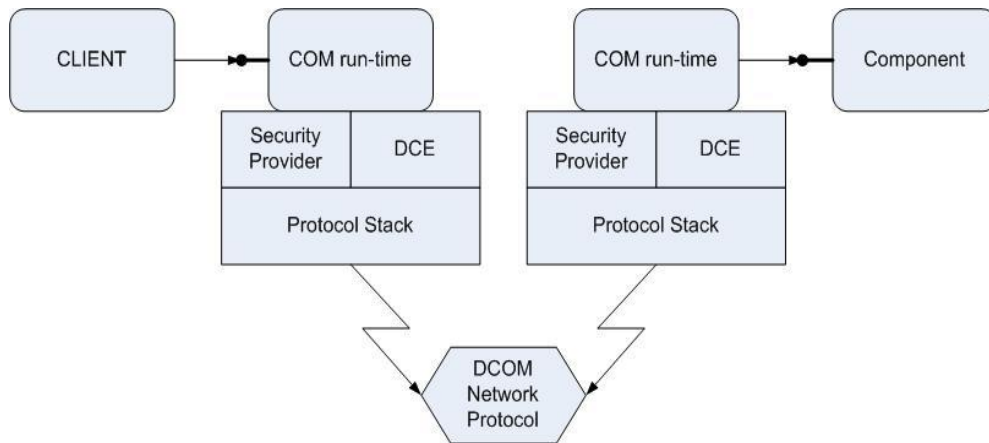 CLIENT
COM run-time
COM run-time
Component
Security
Provider
DCE
Security
Provider
DCE
Protocol Stack
Protocol Stack
DCOM
Network
Protocol